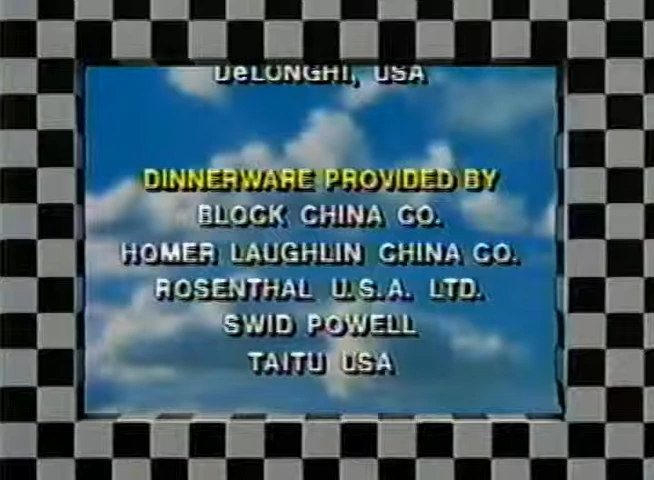 DeLONGHI, USA
DINNERWARE PROVIDED BY
BLOCK CHINA CO.
HOMER LAUGHLIN CHINA CO.
ROSENTHAL U.S.A. LTD.
SWID POWELL
TAITU USA